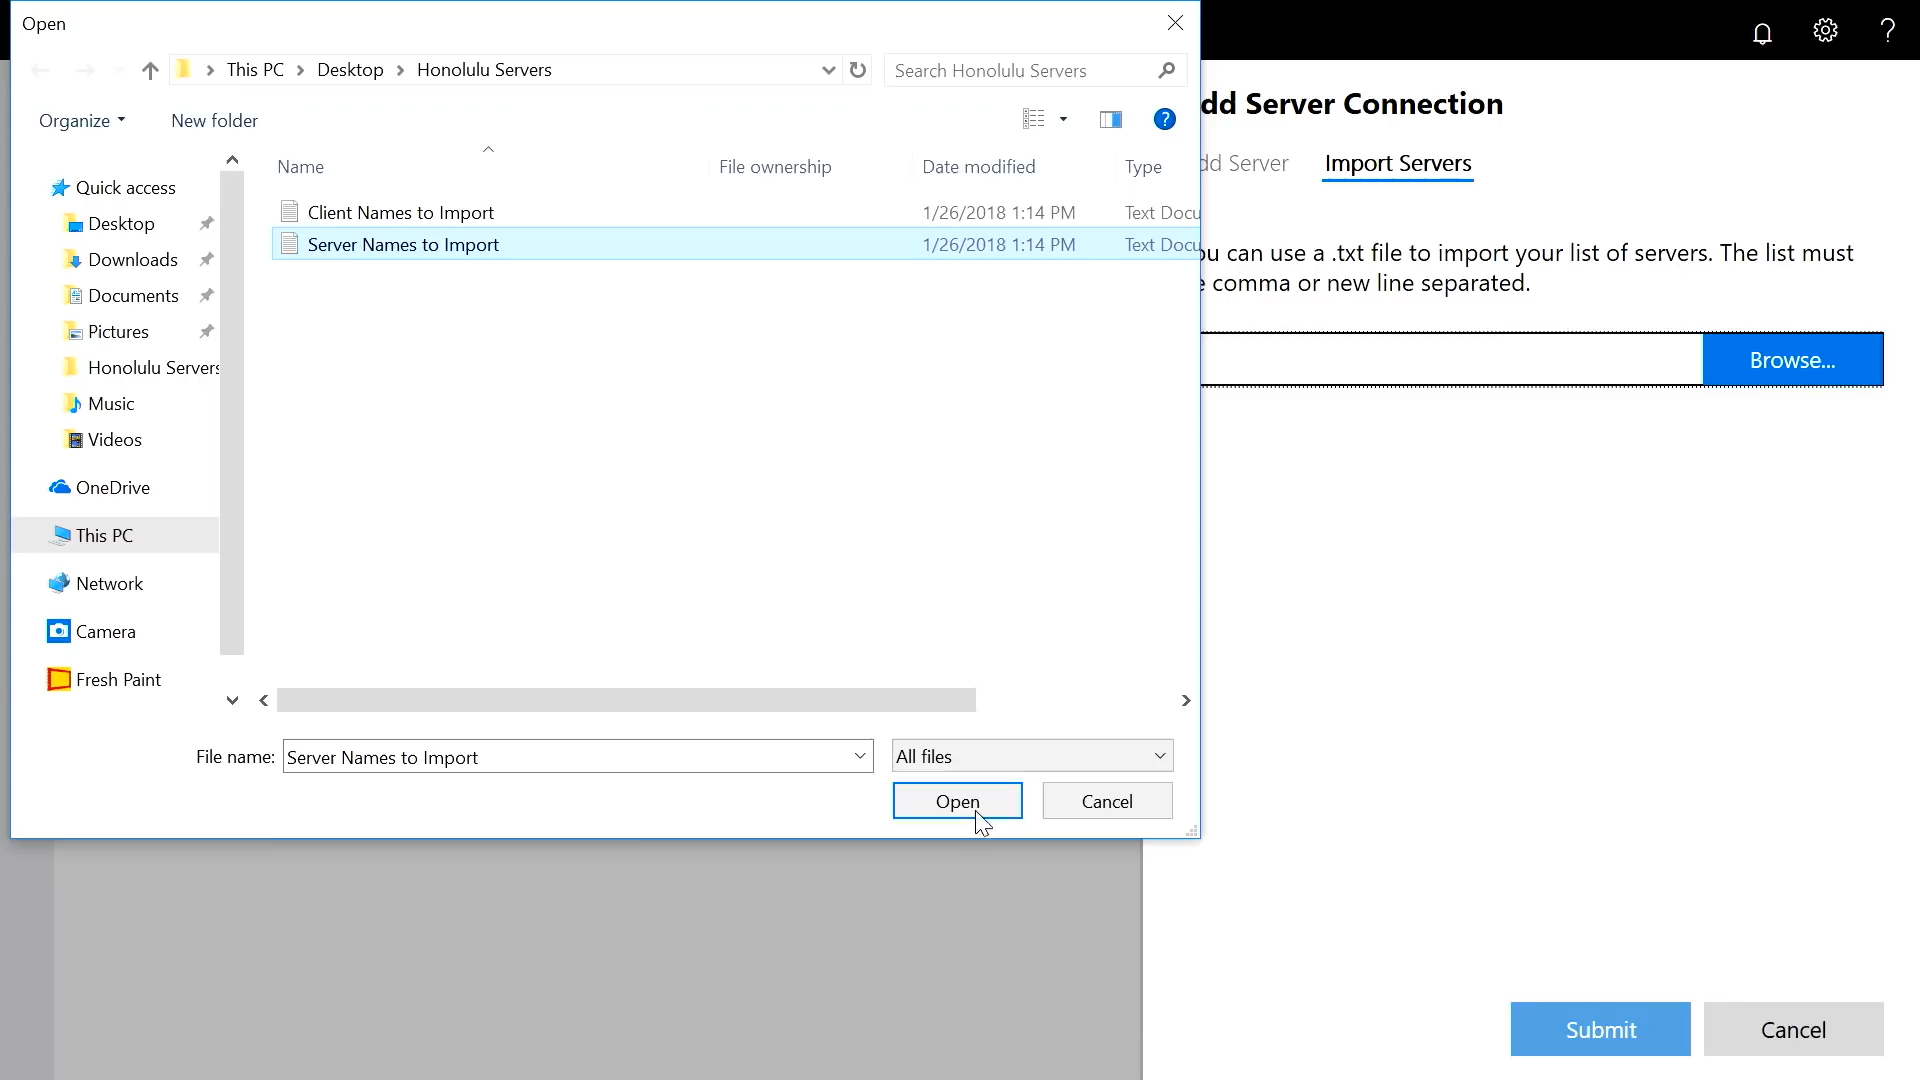 Open
This PC > Desktop > Honolulu Servers
Search Honolulu Servers
Organize
New folder
Name
File ownership
Date modified
Type
Client Names to Import
1/26/2018 1:14 PM
Text Docu
Server Names to Import
1/26/2018 1:14 PM
Text Docu
Quick access
Desktop
Downloads
Documents
Pictures
Honolulu Servers
Music
Videos
OneDrive
This PC
Network
Camera
Fresh Paint
File name:
Server Names to Import
All files
Open
Cancel
dd Server Connection
dd Server
Import Servers
ou can use a .txt file to import your list of servers. The list must
e comma or new line separated.
Browse...
Submit
Cancel